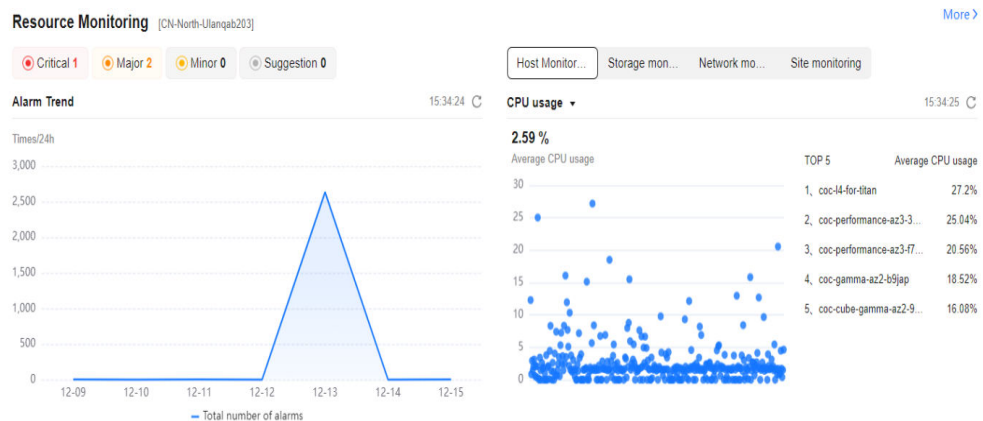 Resource Monitoring [CN-North-Ulanqab203]
More >
Critical 1 Major 2 Minor 0 Suggestion 0
Host Monitor... Storage mon... Network mo... Site monitoring
Alarm Trend 15:34:24
CPU usage 15:34:25
Times/24h
3,000
2,500
2,000
1,500
1,000
500
0
12-09 12-10 12-11 12-12 12-13 12-14 12-15
Total number of alarms
2.59 %
Average CPU usage
30
25
20
15
10
5
0
TOP 5 Average CPU usage
1、coc-l4-for-titan 27.2%
2、coc-performance-az3-3... 25.04%
3、coc-performance-az3-f7... 20.56%
4、coc-gamma-az2-b9jap 18.52%
5、coc-cube-gamma-az2-9... 16.08%